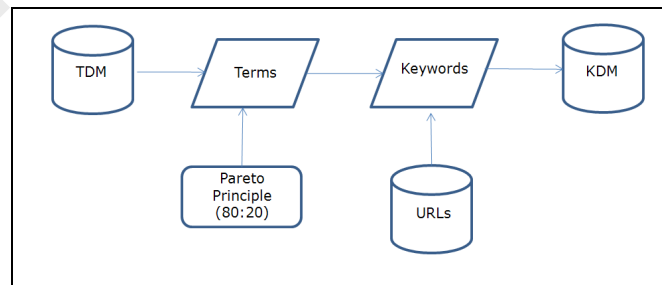 TDM
Terms
Keywords
KDM
Pareto
Principle
(80:20)
URLs